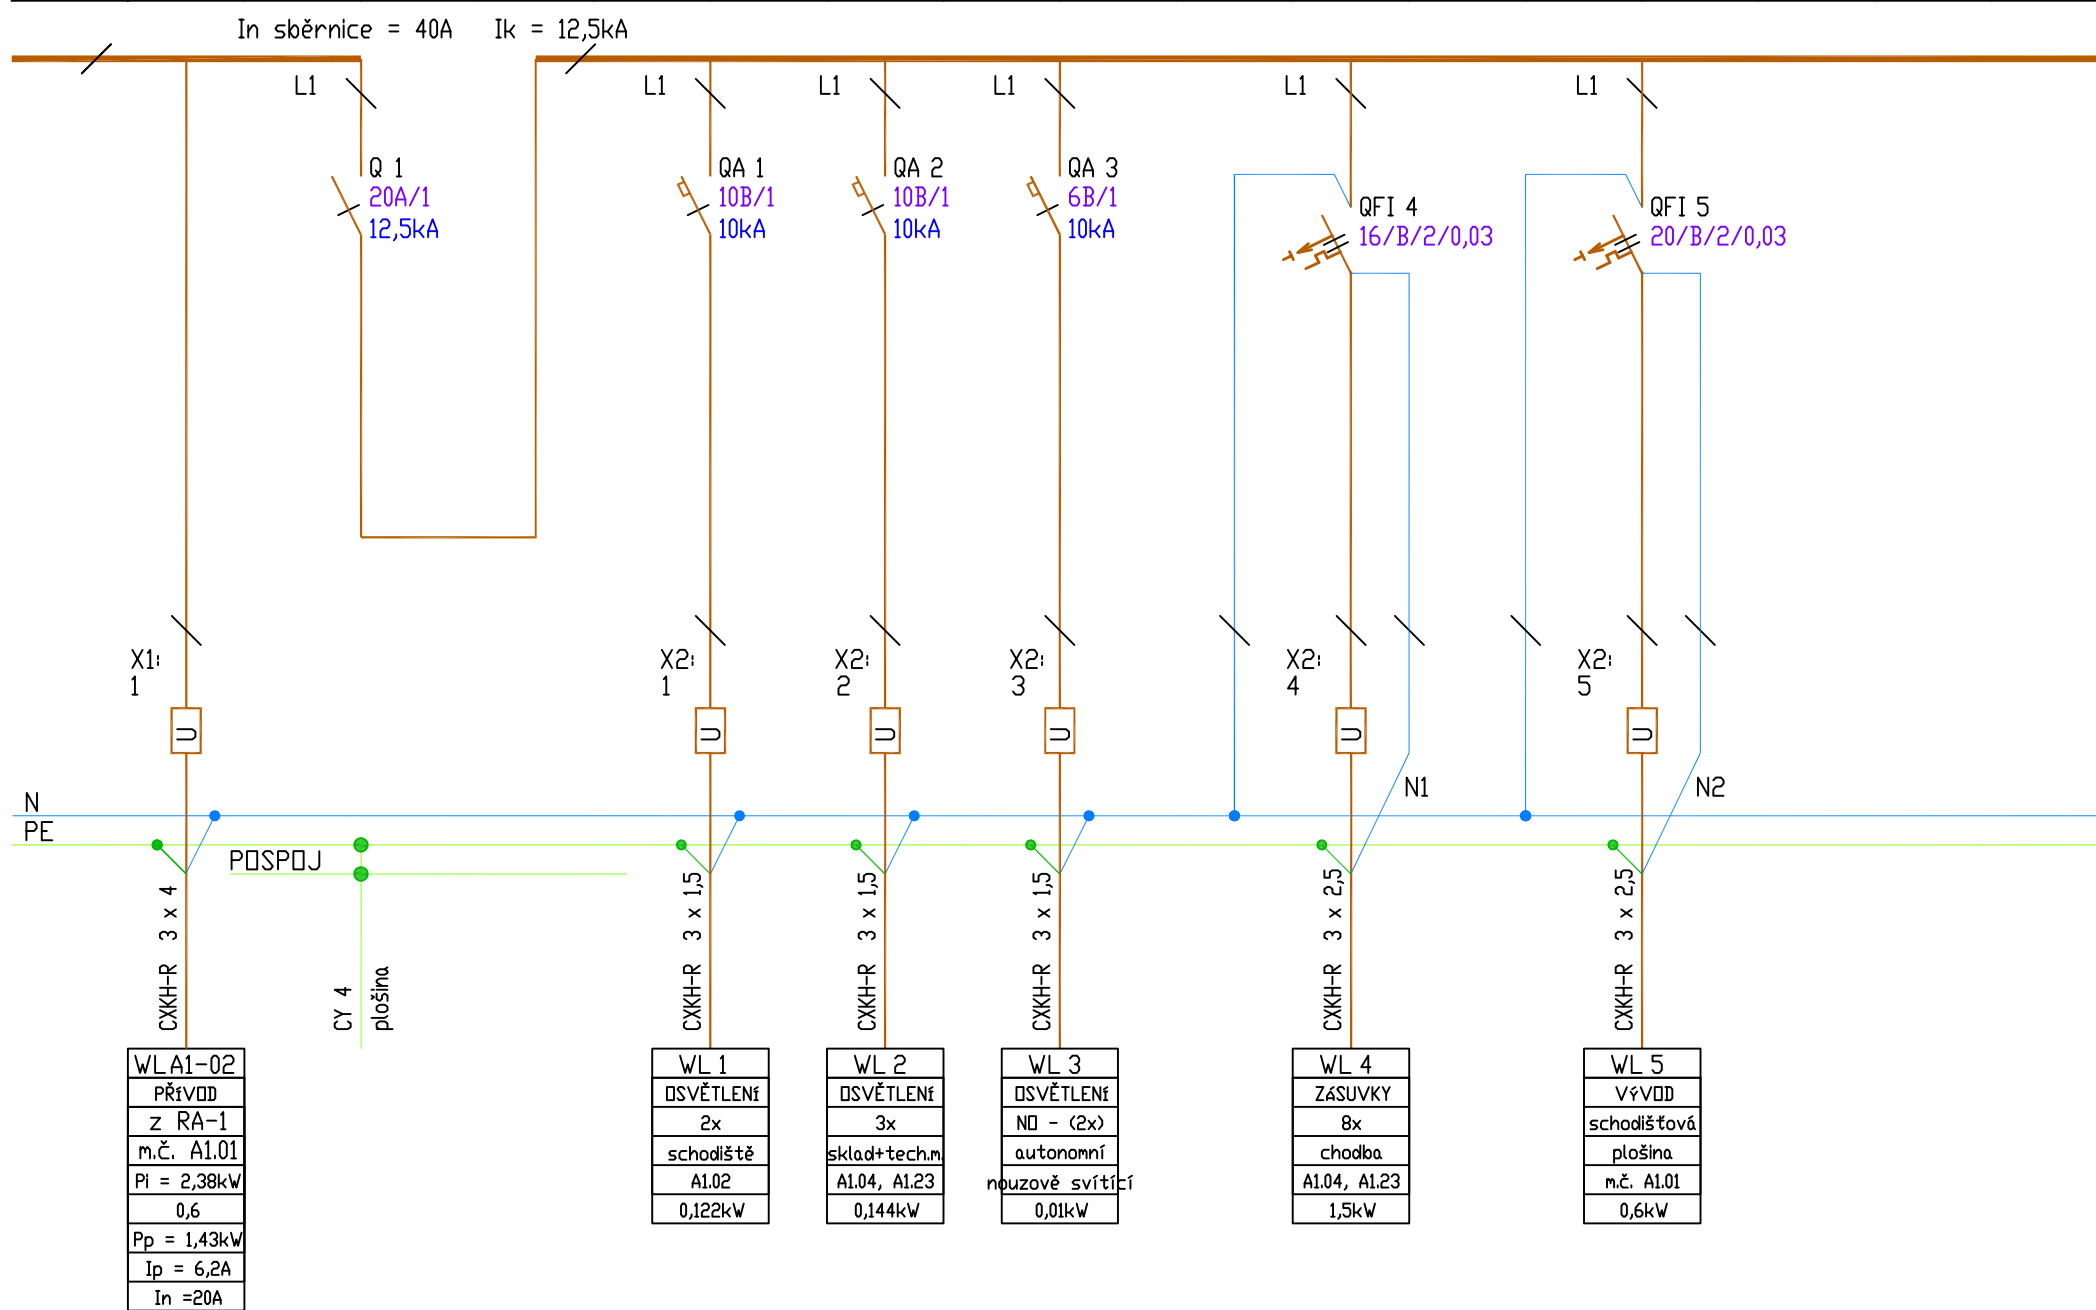 In sběrnice = 40A Ik = 12,5kA
L1 L1 L1 L1 L1 L1
Q 1
20A/1
12,5kA
QA 1
10B/1
10kA
QA 2
10B/1
10kA
QA 3
6B/1
10kA
QFI 4
16/B/2/0,03
QFI 5
20/B/2/0,03
X1:
1
X2:
1
X2:
2
X2:
3
X2:
4
X2:
5
U U U U U U
N1 N2
N
PE
POSPOJ
CXKH-R 3 x 4
CY 4
plošina
CXKH-R 3 x 1,5
CXKH-R 3 x 1,5
CXKH-R 3 x 1,5
CXKH-R 3 x 2,5
CXKH-R 3 x 2,5
WLA1-02
PŘíVOD
z RA-1
m.č. A1.01
Pi = 2,38kW
0,6
Pp = 1,43kW
Ip = 6,2A
In =20A
WL 1
OSVĚTLENí
2x
schodiště
A1.02
0,122kW
WL 2
OSVĚTLENí
3x
sklad+tech.m.
A1.04, A1.23
0,144kW
WL 3
OSVĚTLENí
NO - (2x)
autonomní
nouzově svítící
0,01kW
WL 4
ZáSUVKY
8x
chodba
A1.04, A1.23
1,5kW
WL 5
VýVOD
schodišťová
plošina
m.č. A1.01
0,6kW